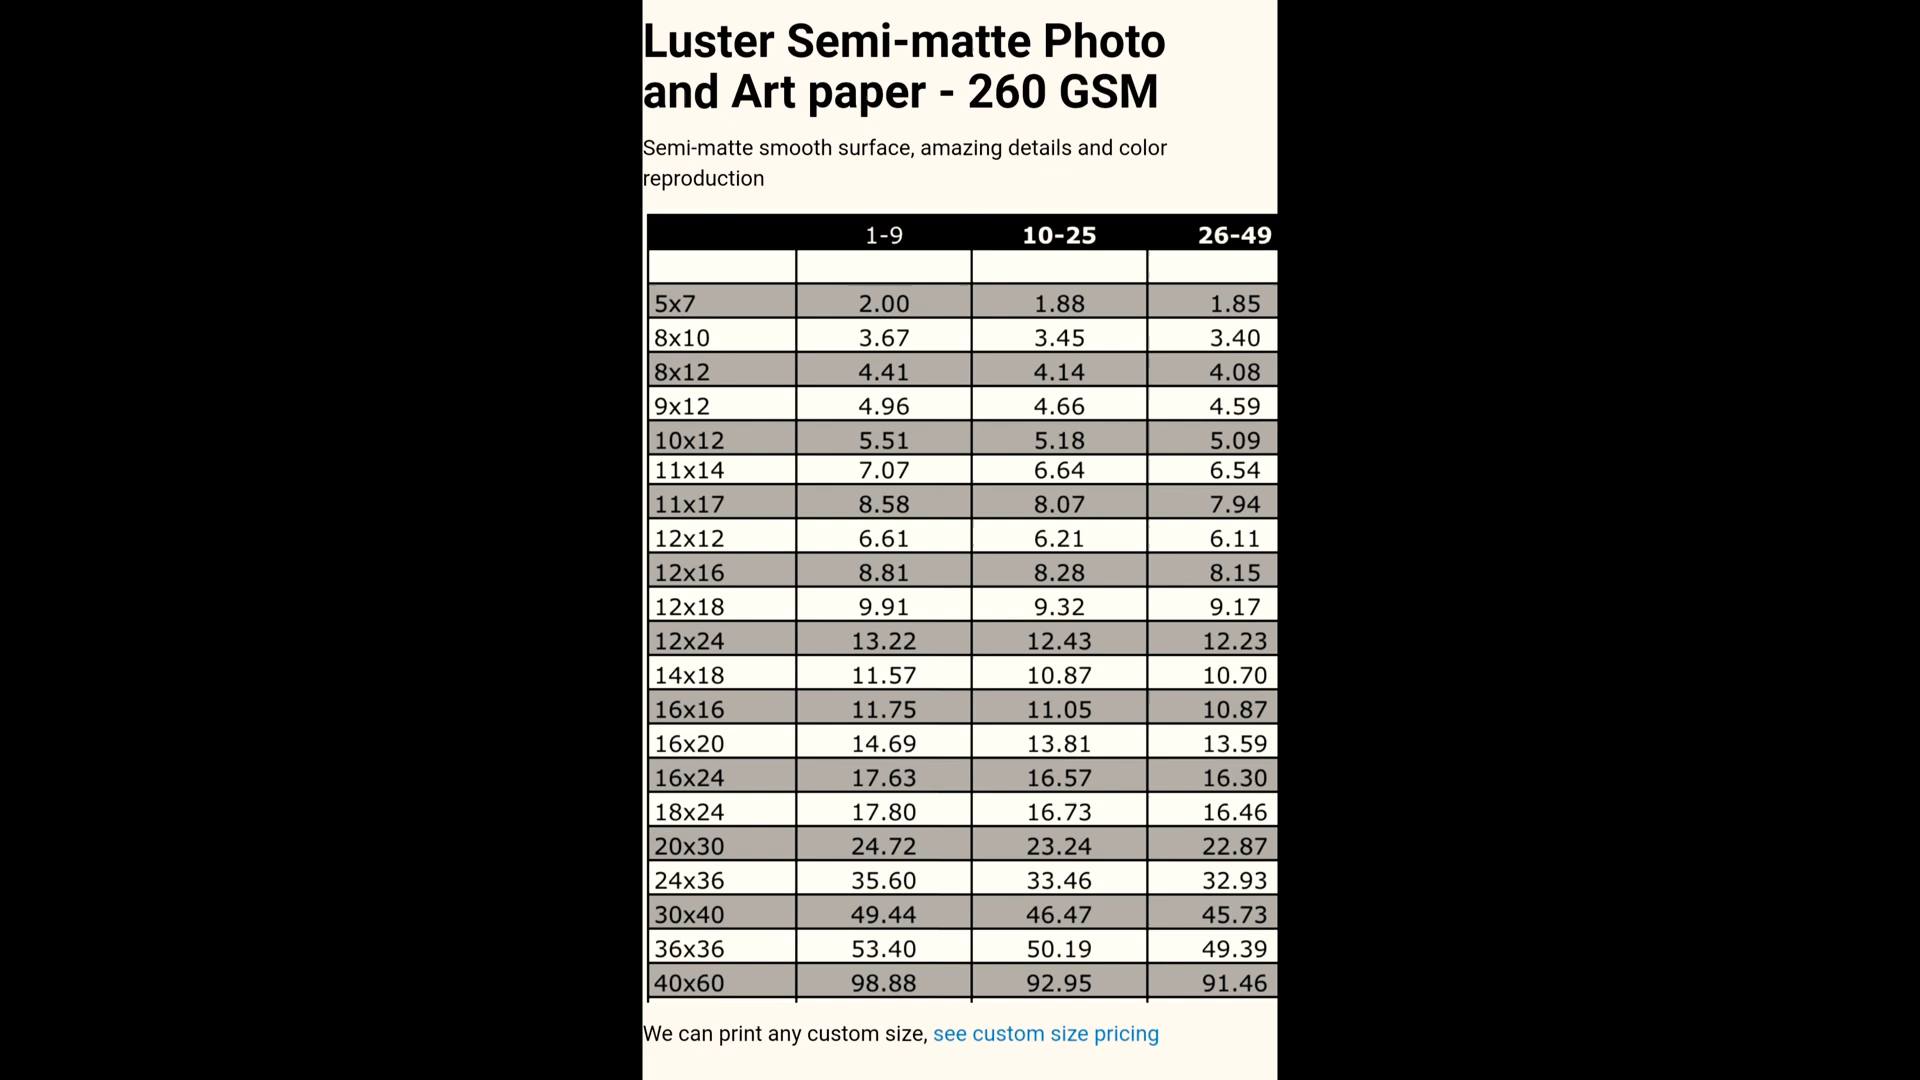 Luster Semi-matte Photo
and Art paper - 260 GSM
Semi-matte smooth surface, amazing details and color
reproduction
1-9 10-25 26-49
5x7 2.00 1.88 1.85
8x10 3.67 3.45 3.40
8x12 4.41 4.14 4.08
9x12 4.96 4.66 4.59
10x12 5.51 5.18 5.09
11x14 7.07 6.64 6.54
11x17 8.58 8.07 7.94
12x12 6.61 6.21 6.11
12x16 8.81 8.28 8.15
12x18 9.91 9.32 9.17
12x24 13.22 12.43 12.23
14x18 11.57 10.87 10.70
16x16 11.75 11.05 10.87
16x20 14.69 13.81 13.59
16x24 17.63 16.57 16.30
18x24 17.80 16.73 16.46
20x30 24.72 23.24 22.87
24x36 35.60 33.46 32.93
30x40 49.44 46.47 45.73
36x36 53.40 50.19 49.39
40x60 98.88 92.95 91.46
We can print any custom size, see custom size pricing